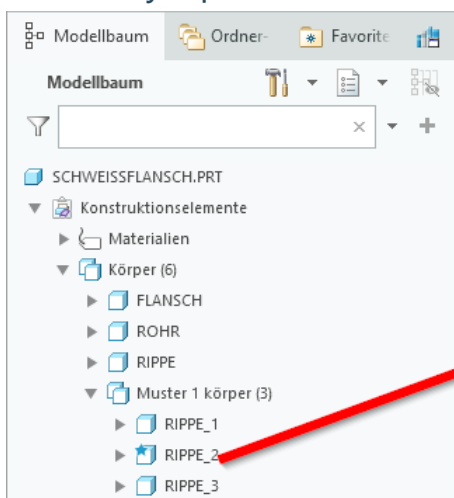 Modellbaum Ordner- Favorite
Modellbaum
SCHWEISSFLANSCH.PRT
Konstruktionselemente
Materialien
Körper (6)
FLANSCH
ROHR
RIPPE
Muster 1 körper (3)
RIPPE_1
RIPPE_2
RIPPE_3